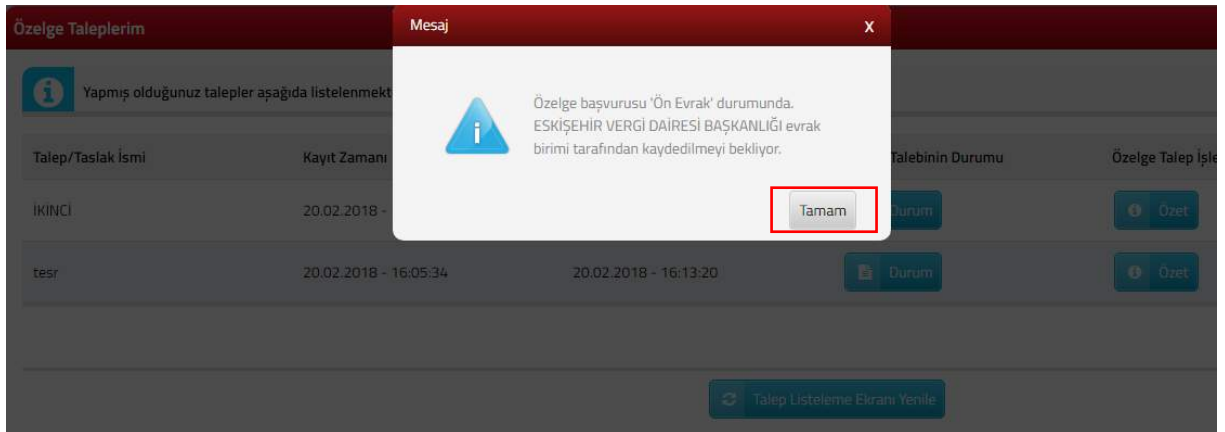 Özelge Taleplerim
Mesaj X
Yapmış olduğunuz talepler aşağıda
Özelge başvurusu 'Ön Evrak' durumunda.
ESKİŞEHİR VERGİ DAİRESİ BAŞKANLIĞI evrak
birimi tarafından kaydedilmeyi bekliyor.
Tamam
Talep/Taslak İsmi Kayıt Zamanı Talebinin Durumu Özelge Talep
İKİNCİ 20.02.2018 - Durum Özet
tesr 20.02.2018 - 16:05:34 20.02.2018 - 16:13:20 Durum Özet
Talep Listeleme Ekranı Yenile